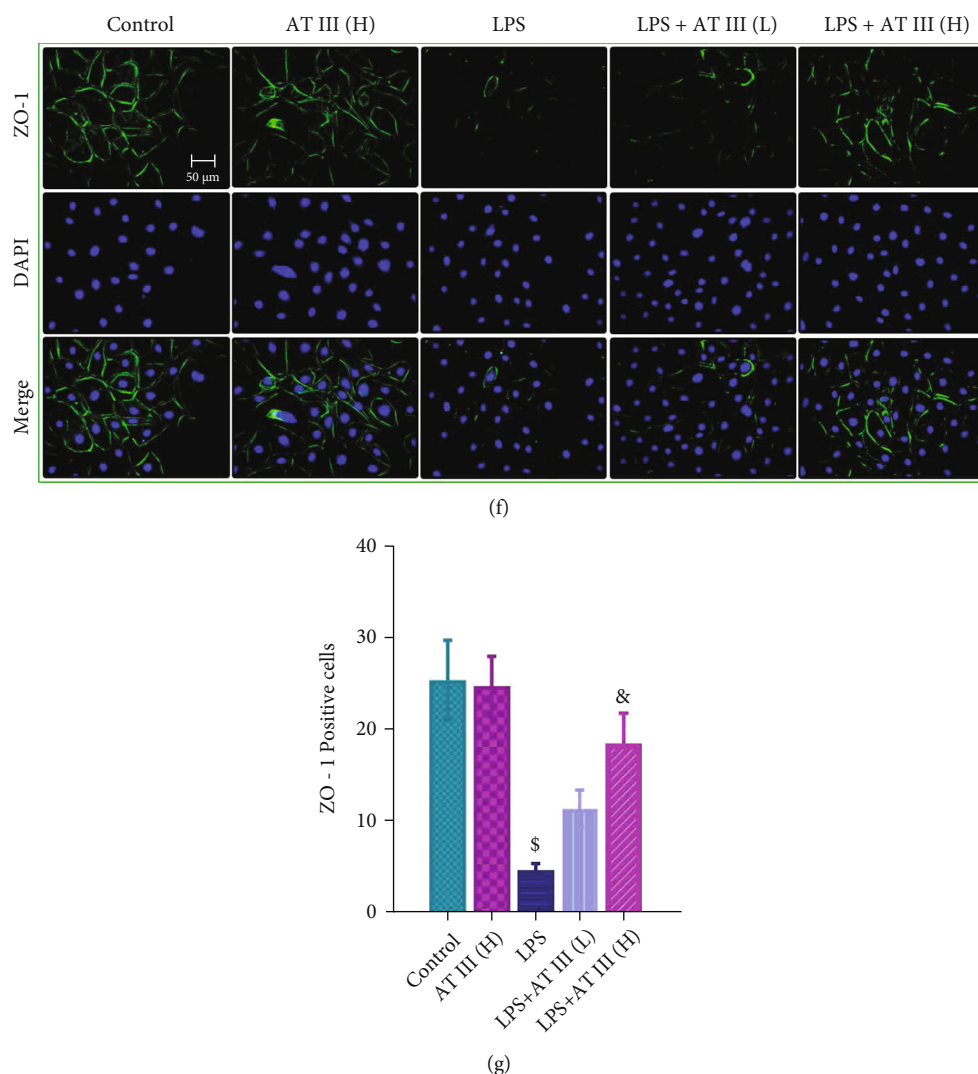 Control AT III (H) LPS LPS + AT III (L) LPS + AT III (H)
ZO-1
50 μm
DAPI
Merge
(f)
40
30
20
10
0
ZO - 1 Positive cells
$
&
Control
AT III (H)
LPS
LPS+AT III (L)
LPS+AT III (H)
(g)